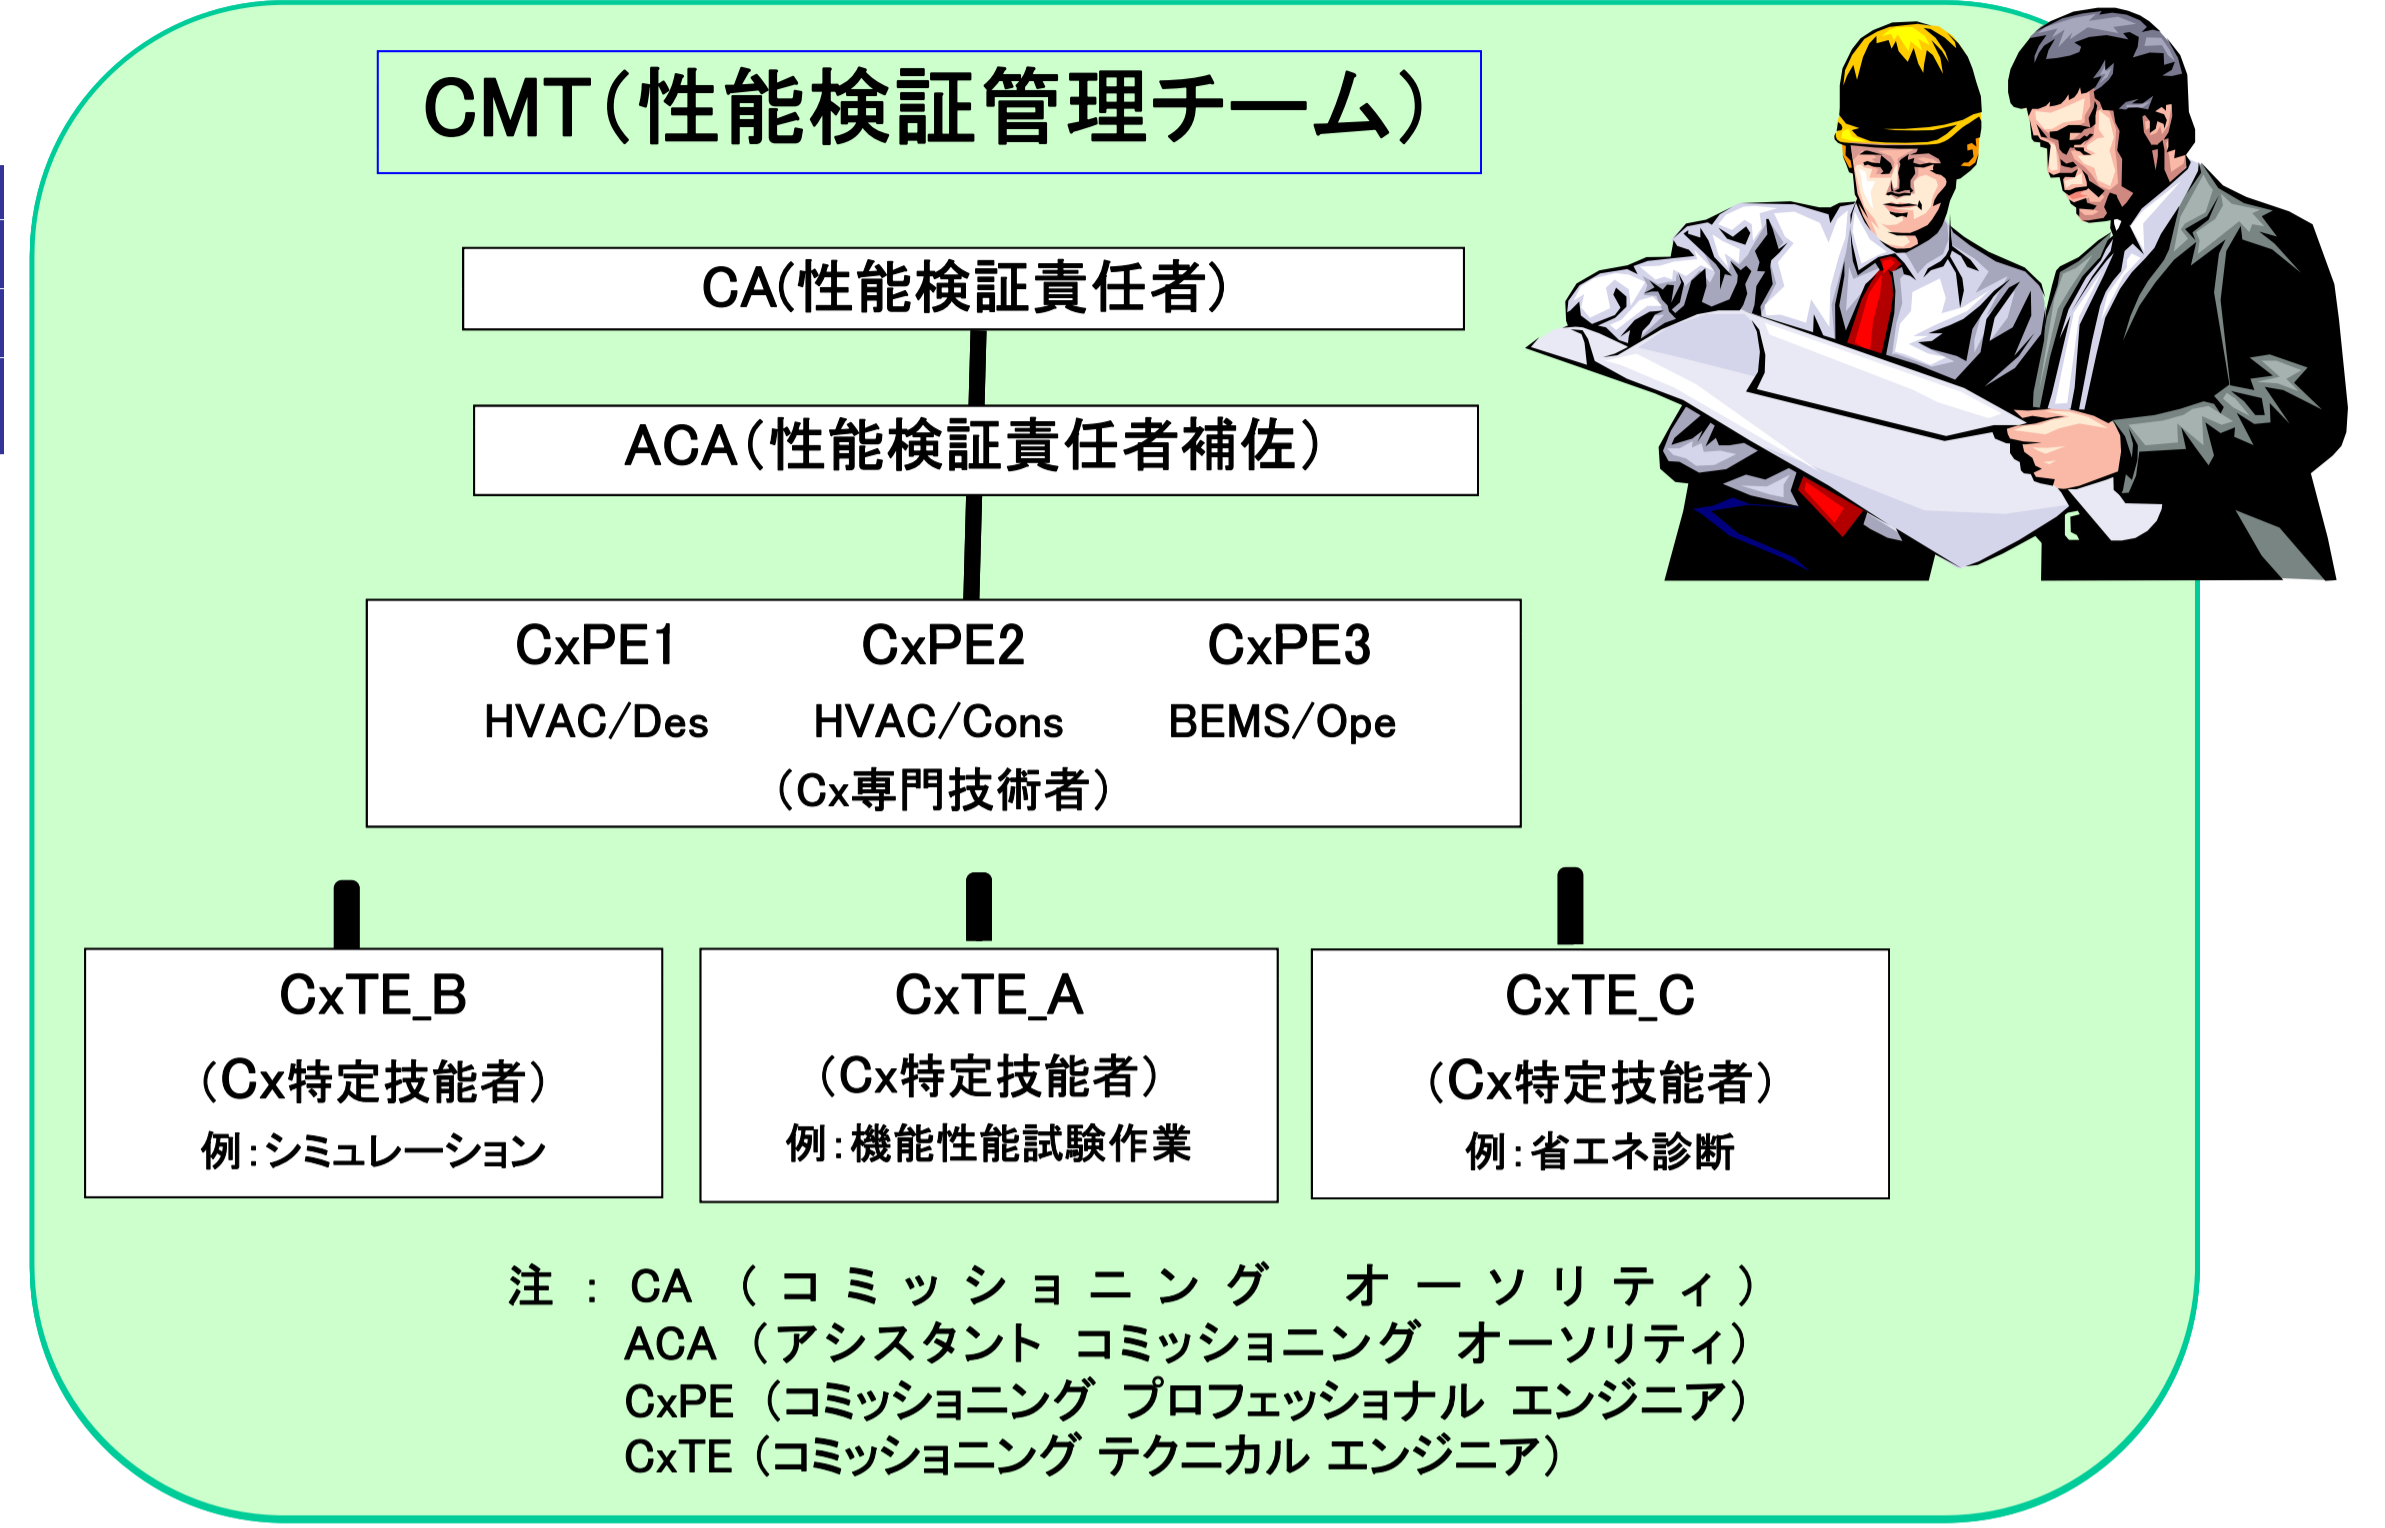 CMT(性能検証管理チーム)
CA(性能検証責任者)
ACA(性能検証責任者補佐)
CxPE1 CxPE2 CxPE3
HVAC/Des HVAC/Cons BEMS/Ope
(Cx専門技術者)
CxTE_B
(Cx特定技能者)
例:シミュレーション
CxTE_A
(Cx特定技能者)
例:機能性能試験作業
CxTE_C
(Cx特定技能者)
例:省エネ診断
注 : CA ( コミッショニング オーソリティ )
ACA (アシスタント コミッショニング オーソリティ)
CxPE (コミッショニング プロフェッショナル エンジニア)
CxTE (コミッショニング テクニカル エンジニア)